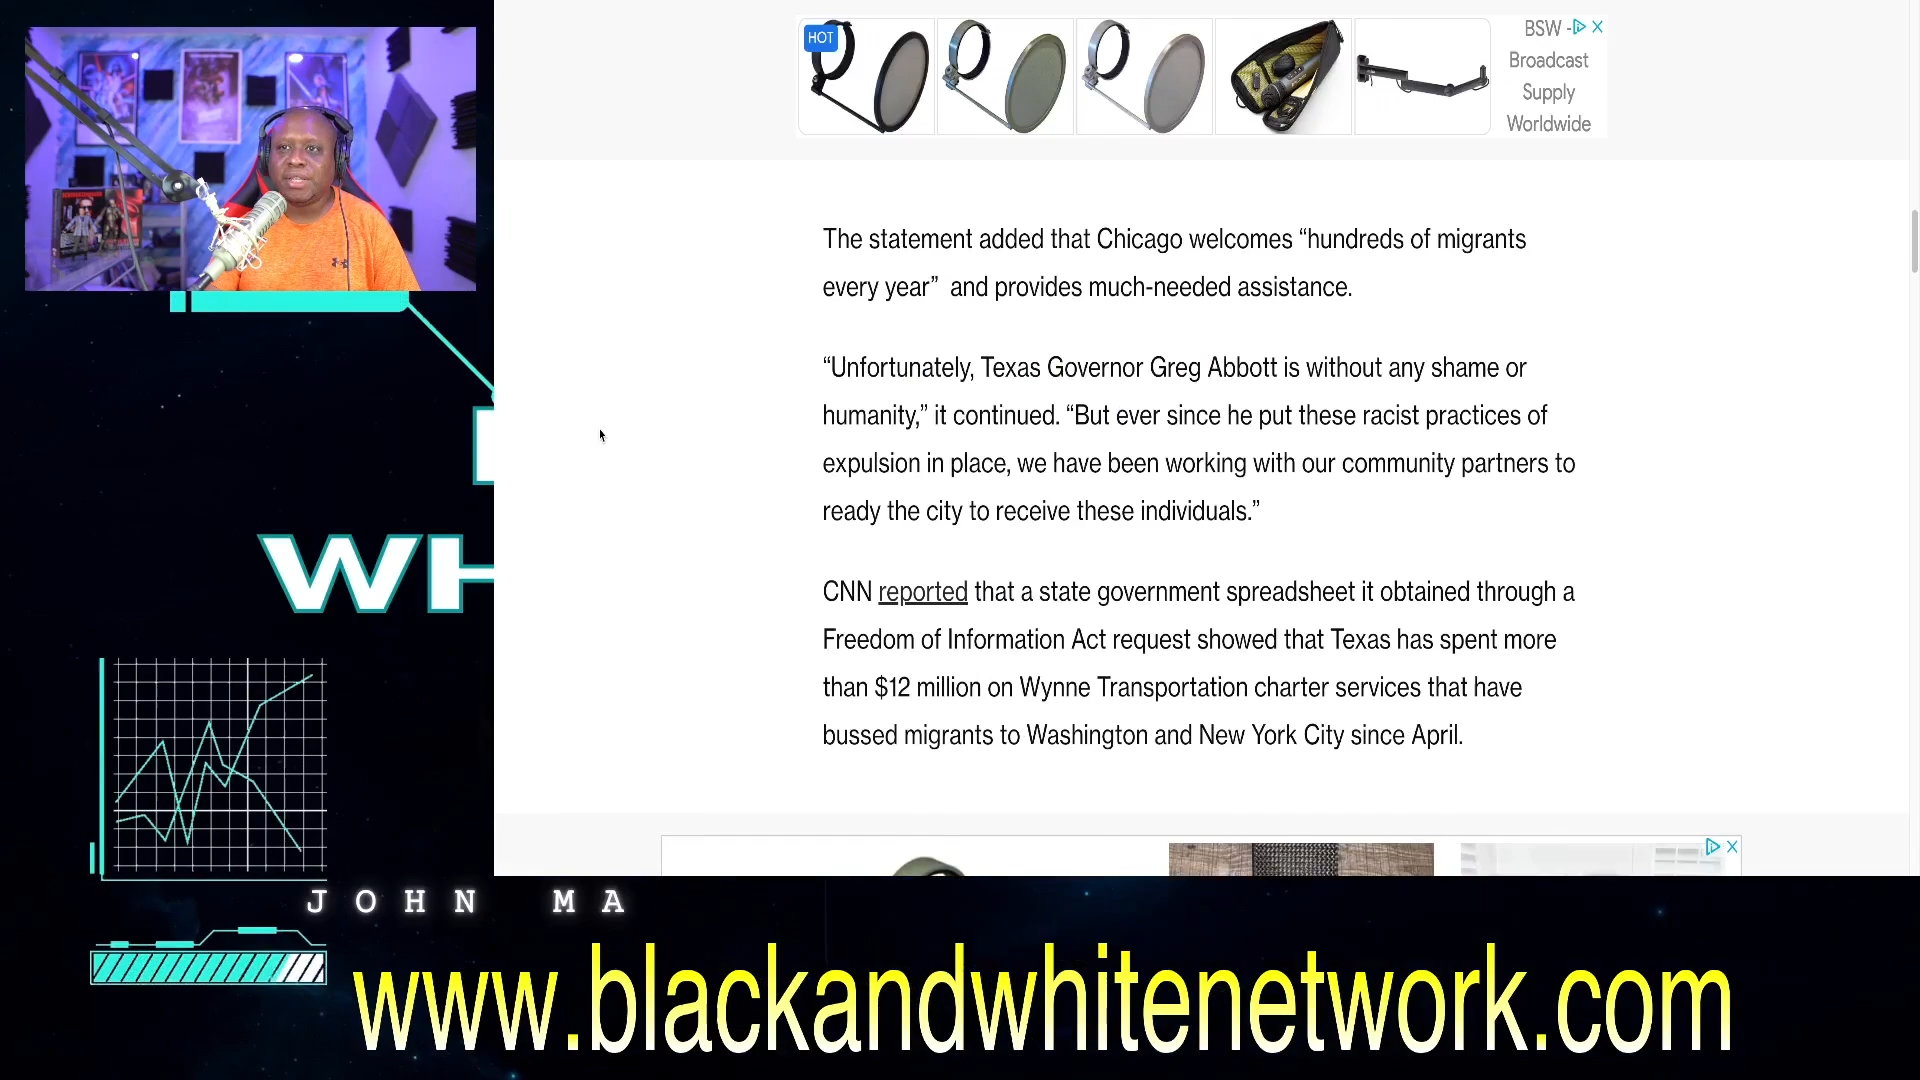 HOT
BSW -
Broadcast
Supply
Worldwide
The statement added that Chicago welcomes “hundreds of migrants
every year”  and provides much-needed assistance.
“Unfortunately, Texas Governor Greg Abbott is without any shame or
humanity,” it continued. “But ever since he put these racist practices of
expulsion in place, we have been working with our community partners to
ready the city to receive these individuals.”
CNN reported that a state government spreadsheet it obtained through a
Freedom of Information Act request showed that Texas has spent more
than $12 million on Wynne Transportation charter services that have
bussed migrants to Washington and New York City since April.
WH
JOHN MA
www.blackandwhitenetwork.com